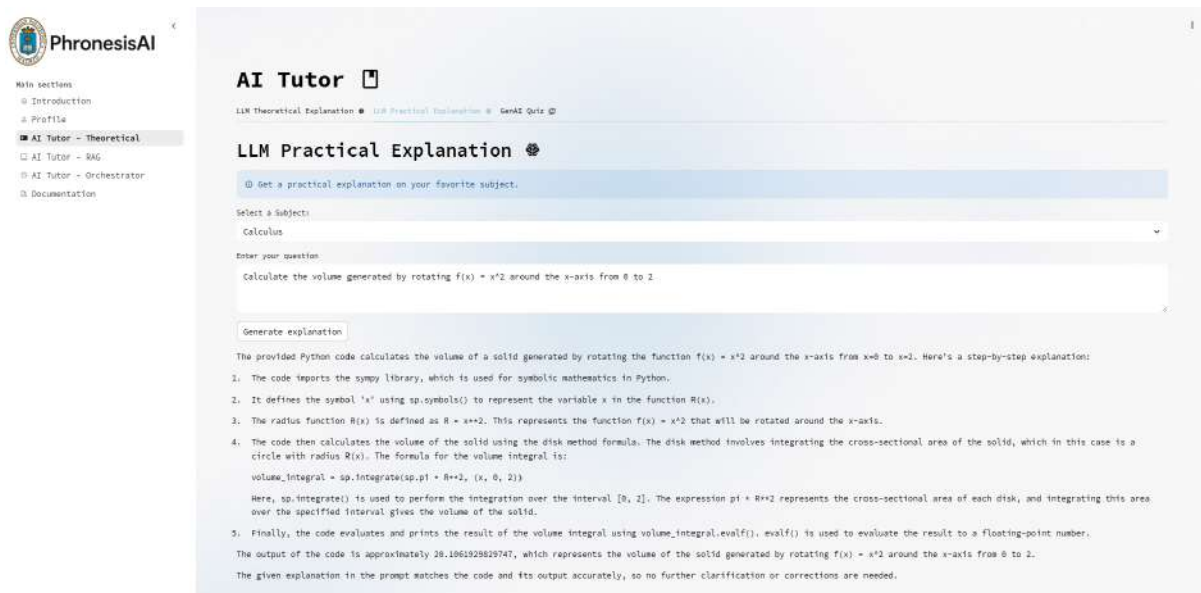 PhronesisAI
Main sections
Introduction
Profile
AI Tutor - Theoretical
AI Tutor - RAG
AI Tutor - Orchestrator
Documentation
AI Tutor
LLM Theoretical Explanation LLM Practical Explanation GenAI Quiz
LLM Practical Explanation
Get a practical explanation on your favorite subject.
Select a Subject:
Calculus
Enter your question
Calculate the volume generated by rotating f(x) = x^2 around the x-axis from 0 to 2
Generate explanation
The provided Python code calculates the volume of a solid generated by rotating the function f(x) = x^2 around the x-axis from x=0 to x=2. Here's a step-by-step explanation:
1. The code imports the sympy library, which is used for symbolic mathematics in Python.
2. It defines the symbol 'x' using sp.symbols() to represent the variable x in the function R(x).
3. The radius function R(x) is defined as R = x**2. This represents the function f(x) = x^2 that will be rotated around the x-axis.
4. The code then calculates the volume of the solid using the disk method formula. The disk method involves integrating the cross-sectional area of the solid, which in this case is a
circle with radius R(x). The formula for the volume integral is:
volume_integral = sp.integrate(sp.pi * R**2, (x, 0, 2))
Here, sp.integrate() is used to perform the integration over the interval [0, 2]. The expression pi * R**2 represents the cross-sectional area of each disk, and integrating this area
over the specified interval gives the volume of the solid.
5. Finally, the code evaluates and prints the result of the volume integral using volume_integral.evalf(). evalf() is used to evaluate the result to a floating-point number.
The output of the code is approximately 20.1061929829747, which represents the volume of the solid generated by rotating f(x) = x^2 around the x-axis from 0 to 2.
The given explanation in the prompt matches the code and its output accurately, so no further clarification or corrections are needed.